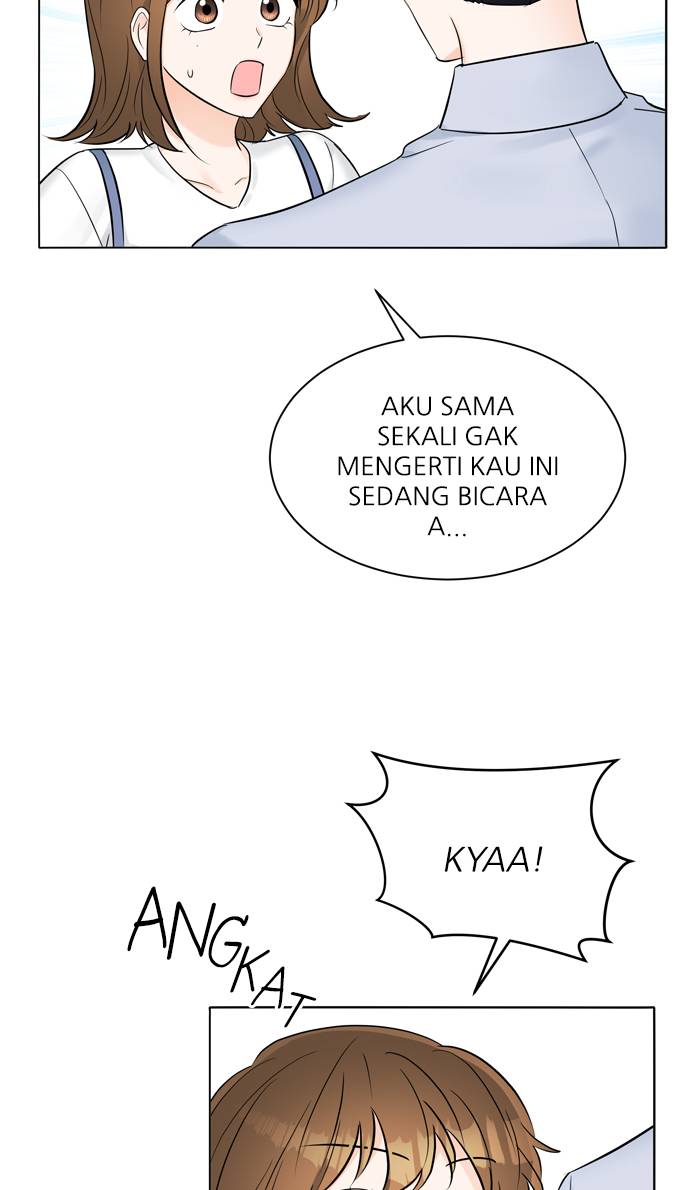 AKU SAMA
SEKALI GAK
MENGERTI KAU INI
SEDANG BICARA
A...
KYAA!
ANGKAT